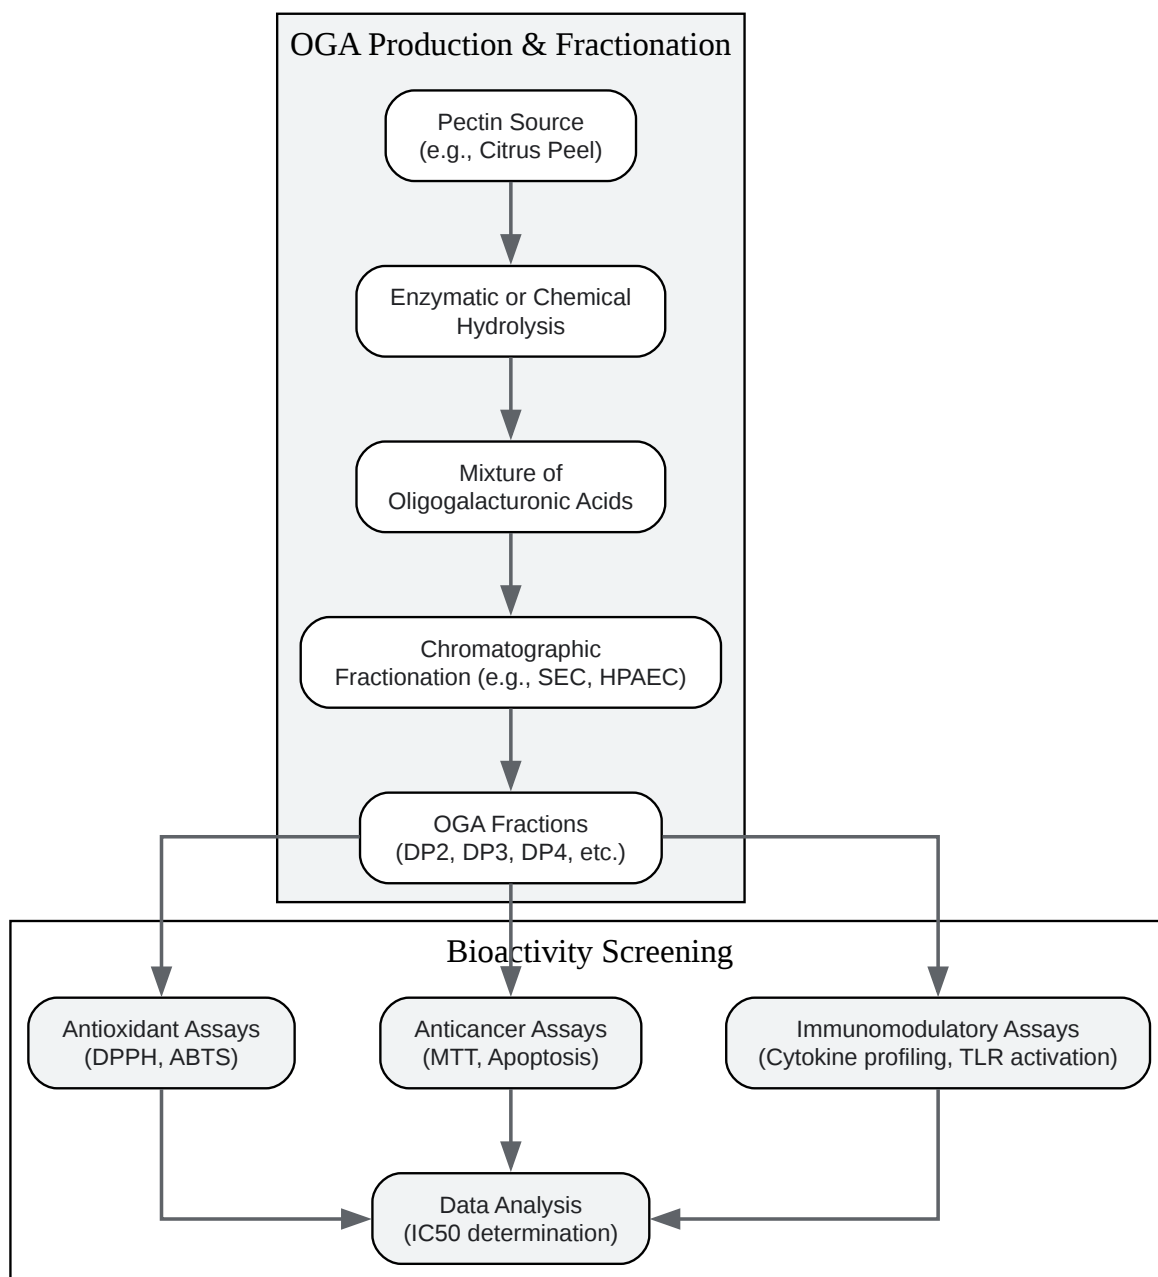 OGA Production & Fractionation
Pectin Source
(e.g., Citrus Peel)
Enzymatic or Chemical
Hydrolysis
Mixture of
Oligogalacturonic Acids
Chromatographic
Fractionation (e.g., SEC, HPAEC)
OGA Fractions
(DP2, DP3, DP4, etc.)
Bioactivity Screening
Antioxidant Assays
(DPPH, ABTS)
Anticancer Assays
(MTT, Apoptosis)
Immunomodulatory Assays
(Cytokine profiling, TLR activation)
Data Analysis
(IC50 determination)